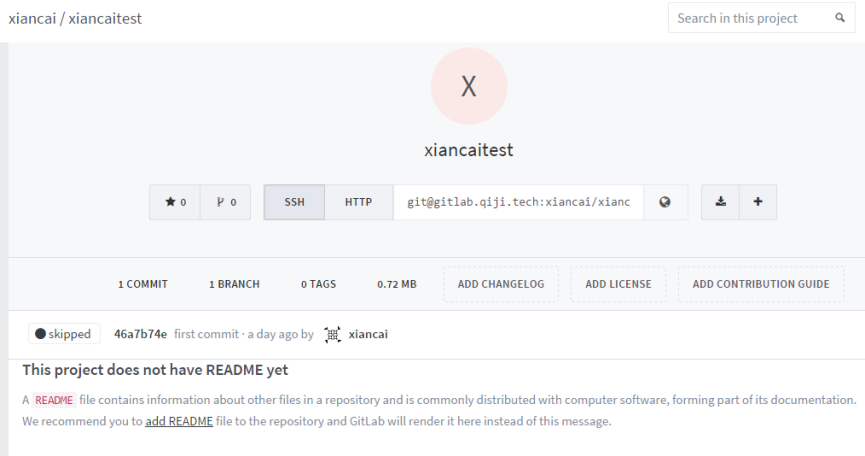 xiancai / xiancaitest
Search in this project
X
xiancaitest
0
0
SSH
HTTP
git@gitlab.qiji.tech:xiancai/xianc
1 COMMIT
1 BRANCH
0 TAGS
0.72 MB
ADD CHANGELOG
ADD LICENSE
ADD CONTRIBUTION GUIDE
skipped
46a7b74e first commit · a day ago by xiancai
This project does not have README yet
A README file contains information about other files in a repository and is commonly distributed with computer software, forming part of its documentation.
We recommend you to add README file to the repository and GitLab will render it here instead of this message.